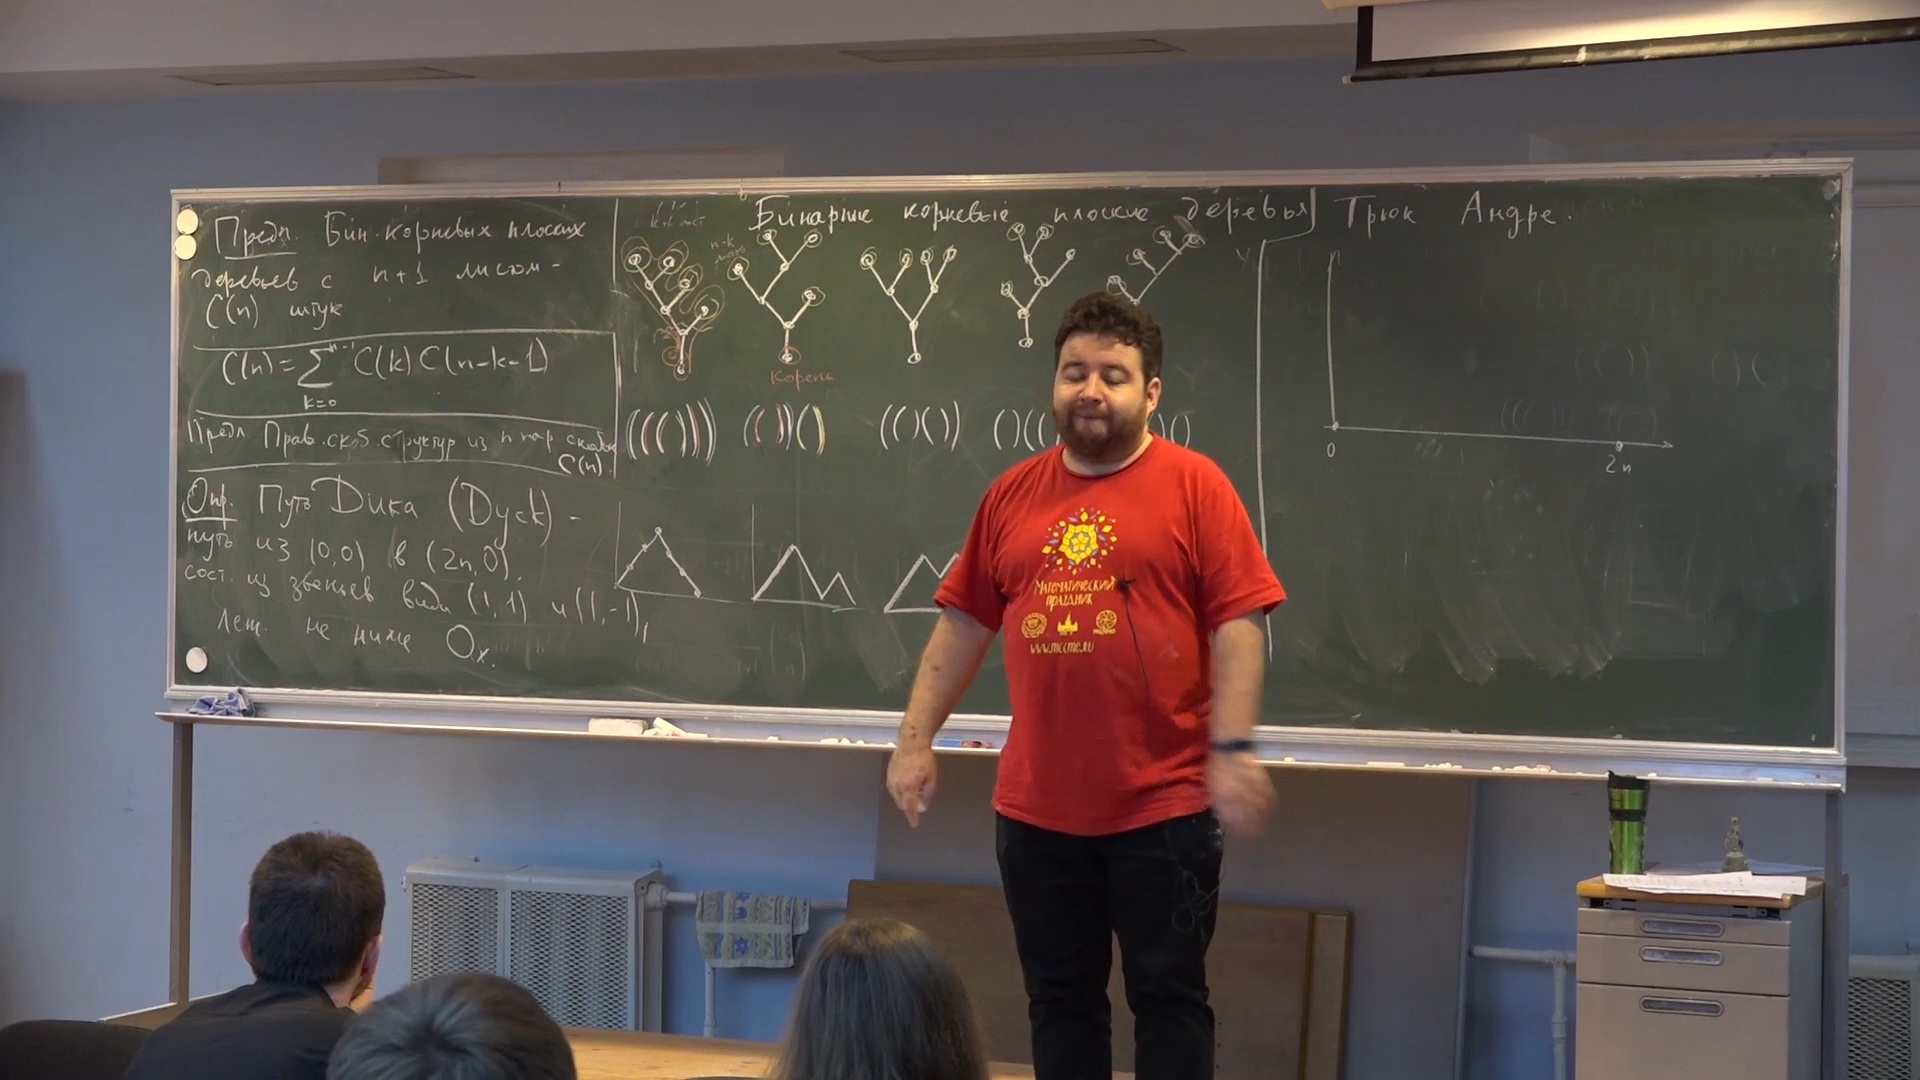 Предл. Бин. корневых плоских
деревьев с n+1 листом -
C(n) штук
C(n) = ∑ C(k) C(n-k-1)
n-1
k=0
Предл Прав. скоб. структур из n пар скобок
C(n).
Опр. Путь Дика (Dyck) -
путь из (0,0) в (2n,0),
сост. из звеньев вида (1,1) и (1,-1),
лет. не ниже Ox.
Бинарные корневые плоские деревья
n-k
Корень
(((()))) (())() (()()) ()((
Трюк Андре.
0 2n
Математический
праздник
www.mccme.ru